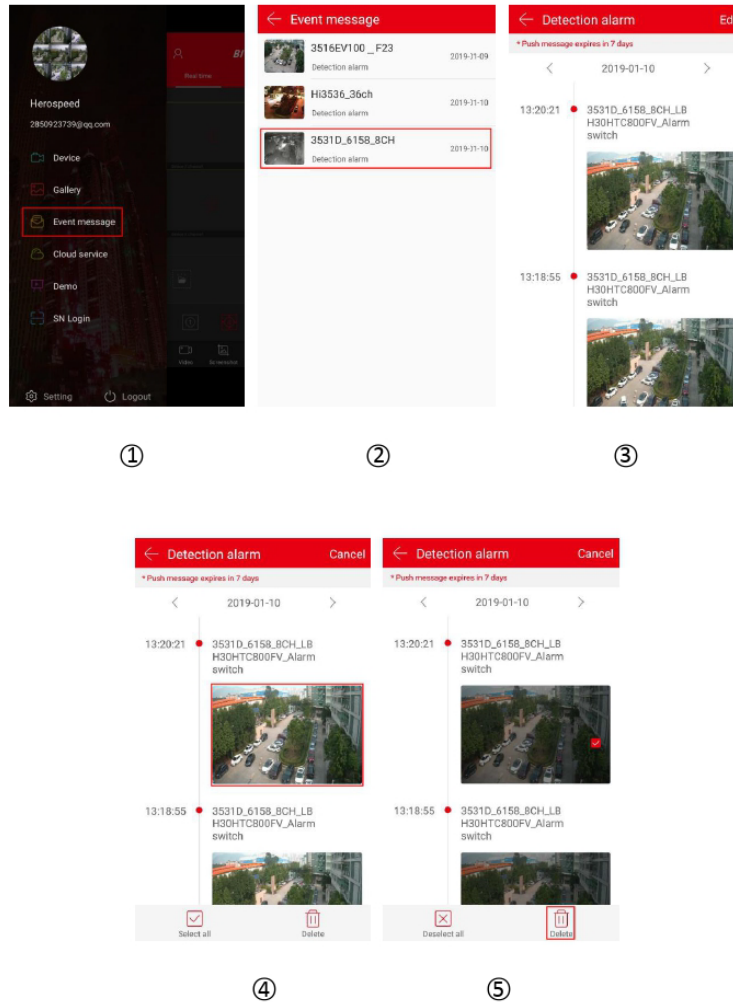 Herospeed
2850923739@qq.com
Device
Gallery
Event message
Cloud service
Demo
SN Login
Setting
Logout
BI
Real time
Video
Screenshot
①
Event message
3516EV100 _ F23
Detection alarm
2019-11-09
Hi3536_36ch
Detection alarm
2019-11-10
3531D_6158_8CH
Detection alarm
2019-11-10
②
Detection alarm
Ed
* Push message expires in 7 days
2019-01-10
13:20:21
3531D_6158_8CH_LB
H30HTC800FV_Alarm
switch
13:18:55
3531D_6158_8CH_LB
H30HTC800FV_Alarm
switch
③
Detection alarm
Cancel
* Push message expires in 7 days
2019-01-10
13:20:21
3531D_6158_8CH_LB
H30HTC800FV_Alarm
switch
13:18:55
3531D_6158_8CH_LB
H30HTC800FV_Alarm
switch
Select all
Delete
④
Detection alarm
Cancel
* Push message expires in 7 days
2019-01-10
13:20:21
3531D_6158_8CH_LB
H30HTC800FV_Alarm
switch
13:18:55
3531D_6158_8CH_LB
H30HTC800FV_Alarm
switch
Deselect all
Delete
⑤